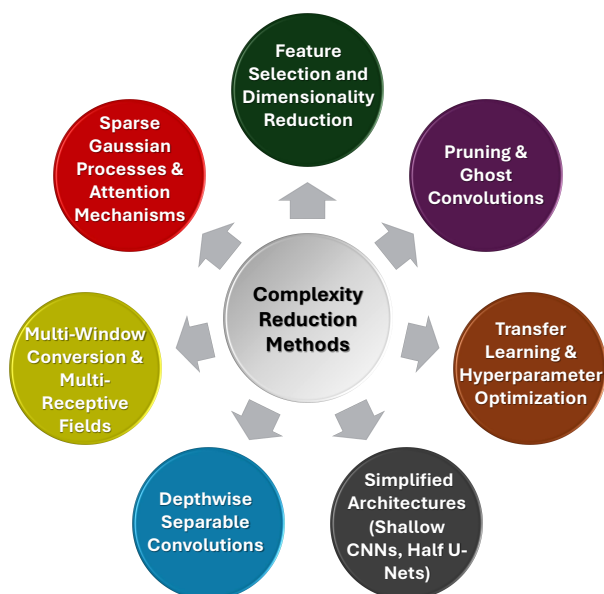 Feature
Selection and
Dimensionality
Reduction
Pruning &
Ghost
Convolutions
Transfer
Learning &
Hyperparameter
Optimization
Simplified
Architectures
(Shallow
CNNs, Half U-
Nets)
Depthwise
Separable
Convolutions
Multi-Window
Conversion &
Multi-
Receptive
Fields
Sparse
Gaussian
Processes &
Attention
Mechanisms
Complexity
Reduction
Methods